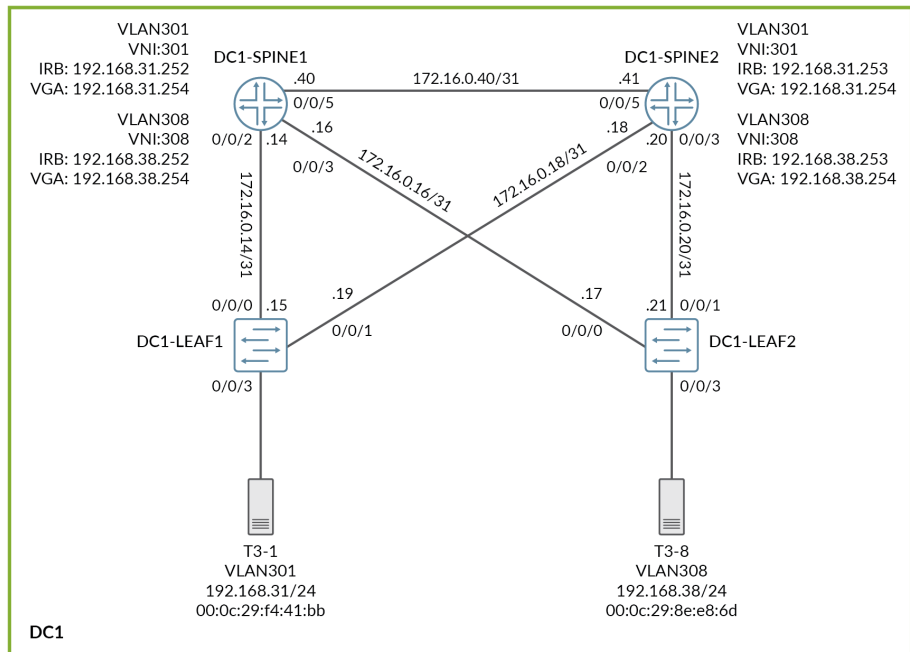 VLAN301
VNI:301
IRB: 192.168.31.252
VGA: 192.168.31.254
VLAN308
VNI:308
IRB: 192.168.38.252
VGA: 192.168.38.254
DC1-SPINE1
DC1-SPINE2
VLAN301
VNI:301
IRB: 192.168.31.253
VGA: 192.168.31.254
VLAN308
VNI:308
IRB: 192.168.38.253
VGA: 192.168.38.254
.40
172.16.0.40/31
.41
0/0/5
0/0/5
.16
.18
0/0/2
.14
.20
0/0/3
0/0/3
0/0/2
172.16.0.14/31
172.16.0.16/31
172.16.0.18/31
172.16.0.20/31
.19
.17
0/0/0
.15
.21
0/0/1
0/0/1
0/0/0
DC1-LEAF1
DC1-LEAF2
0/0/3
0/0/3
T3-1
VLAN301
192.168.31/24
00:0c:29:f4:41:bb
T3-8
VLAN308
192.168.38/24
00:0c:29:8e:e8:6d
DC1